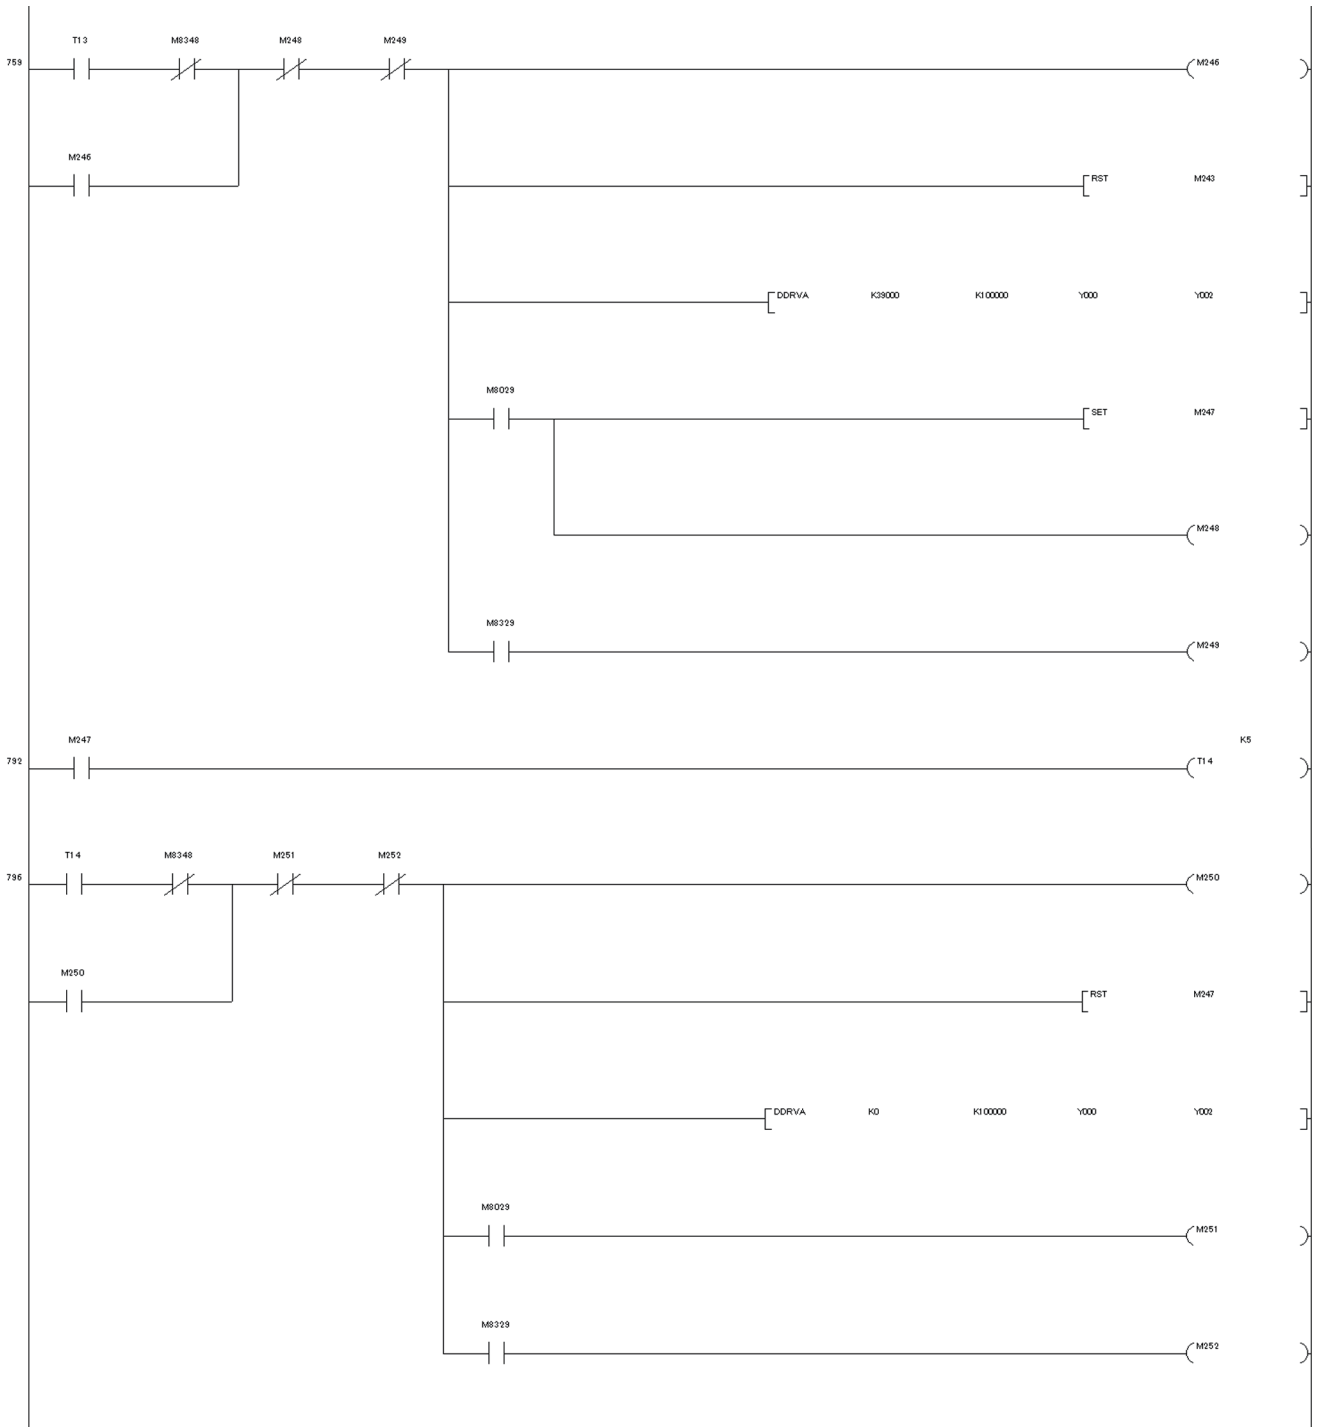 T13 M8348 M248 M249
759 M246
M246
RST M243
DDRVA K39000 K100000 Y000 Y002
M8029
SET M247
M248
M8329
M249
M247 K5
792 T14
T14 M8348 M251 M252
796 M250
M250
RST M247
DDRVA K0 K100000 Y000 Y002
M8029
M251
M8329
M252